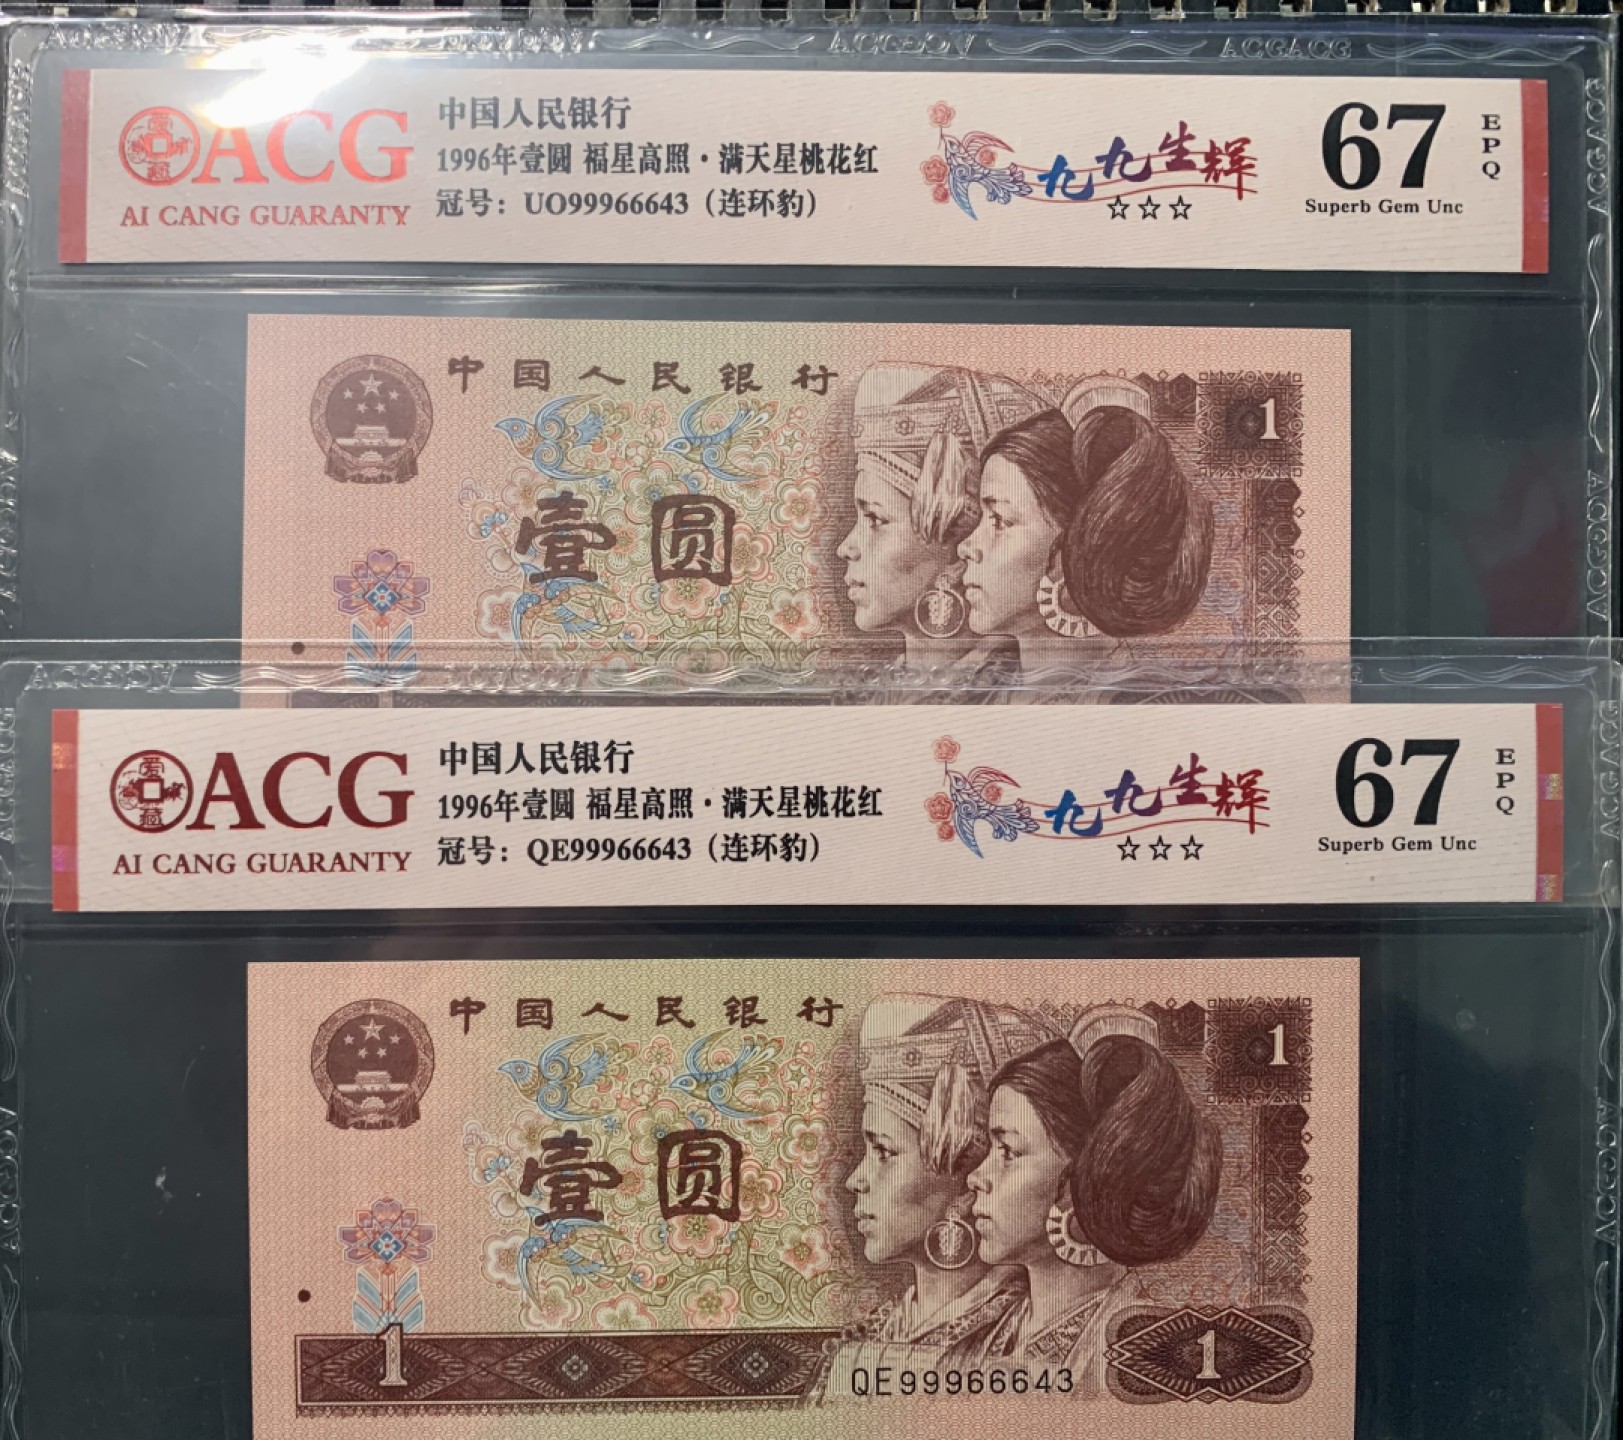 ACGACG
ACG
中国人民银行
1996年壹圆 福星高照·满天星桃花红
冠号：UO99966643（连环豹）
AI CANG GUARANTY
九九生辉
☆☆☆
67
EPQ
Superb Gem Unc
中国人民银行
1
壹圆
ACG
中国人民银行
1996年壹圆 福星高照·满天星桃花红
冠号：QE99966643（连环豹）
AI CANG GUARANTY
九九生辉
☆☆☆
67
EPQ
Superb Gem Unc
中国人民银行
1
壹圆
1
QE99966643
1